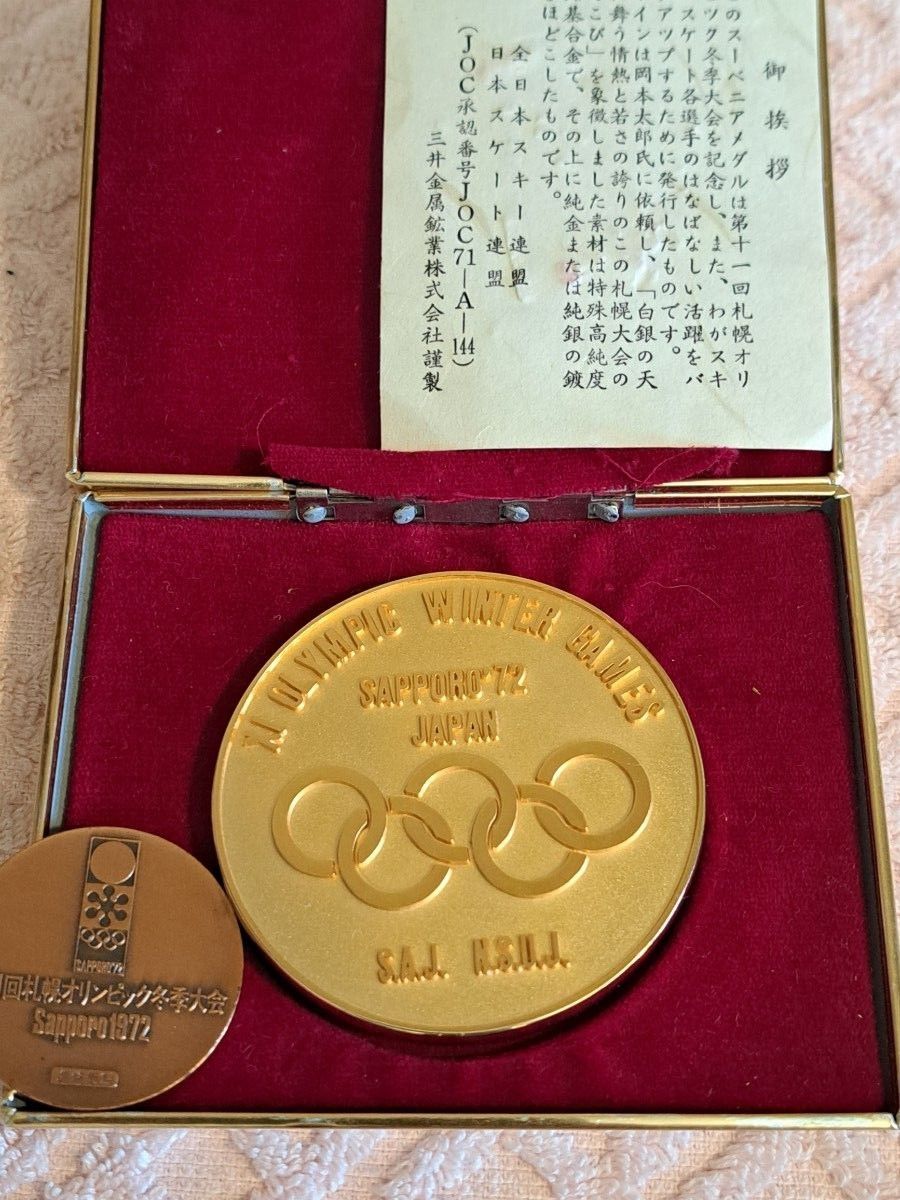 御挨拶
のスーベニアメダルは第十一回札幌オリ
ック冬季大会を記念し、また、わがスキ
スケート各選手のはなばなしい活躍をバ
アップするために発行したものです。
インは岡本太郎氏に依頼し、「白銀の天
舞う情熱と若さの誇りのこの札幌大会の
こび」を象徴しました素材は特殊高純度
基合金で、その上に純金または純銀の鍍
ほどこしたものです。
全日本スキー連盟
日本スケート連盟
(JOC承認番号JOC71―A―144)
三井金属鉱業株式会社謹製
XI OLYMPIC WINTER GAMES
SAPPORO'72
JAPAN
S.A.J. N.S.U.J.
SAPPORO'72
回札幌オリンピック冬季大会
Sapporo1972